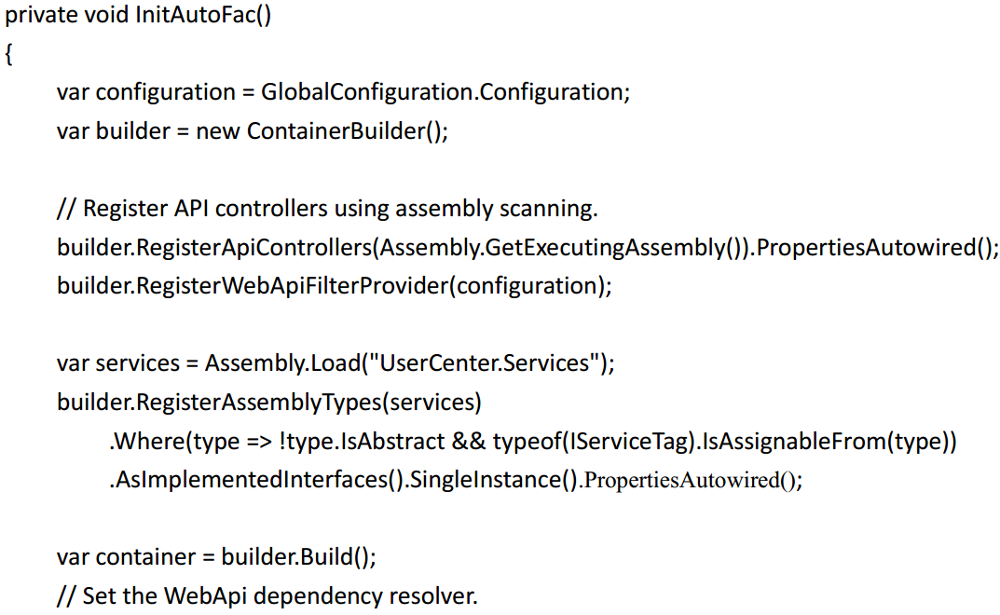 private void InitAutoFac()
{
var configuration = GlobalConfiguration.Configuration;
var builder = new ContainerBuilder();
// Register API controllers using assembly scanning.
builder.RegisterApiControllers(Assembly.GetExecutingAssembly()).PropertiesAutowired();
builder.RegisterWebApiFilterProvider(configuration);
var services = Assembly.Load("UserCenter.Services");
builder.RegisterAssemblyTypes(services)
.Where(type => !type.IsAbstract && typeof(IServiceTag).IsAssignableFrom(type))
.AsImplementedInterfaces().SingleInstance().PropertiesAutowired();
var container = builder.Build();
// Set the WebApi dependency resolver.